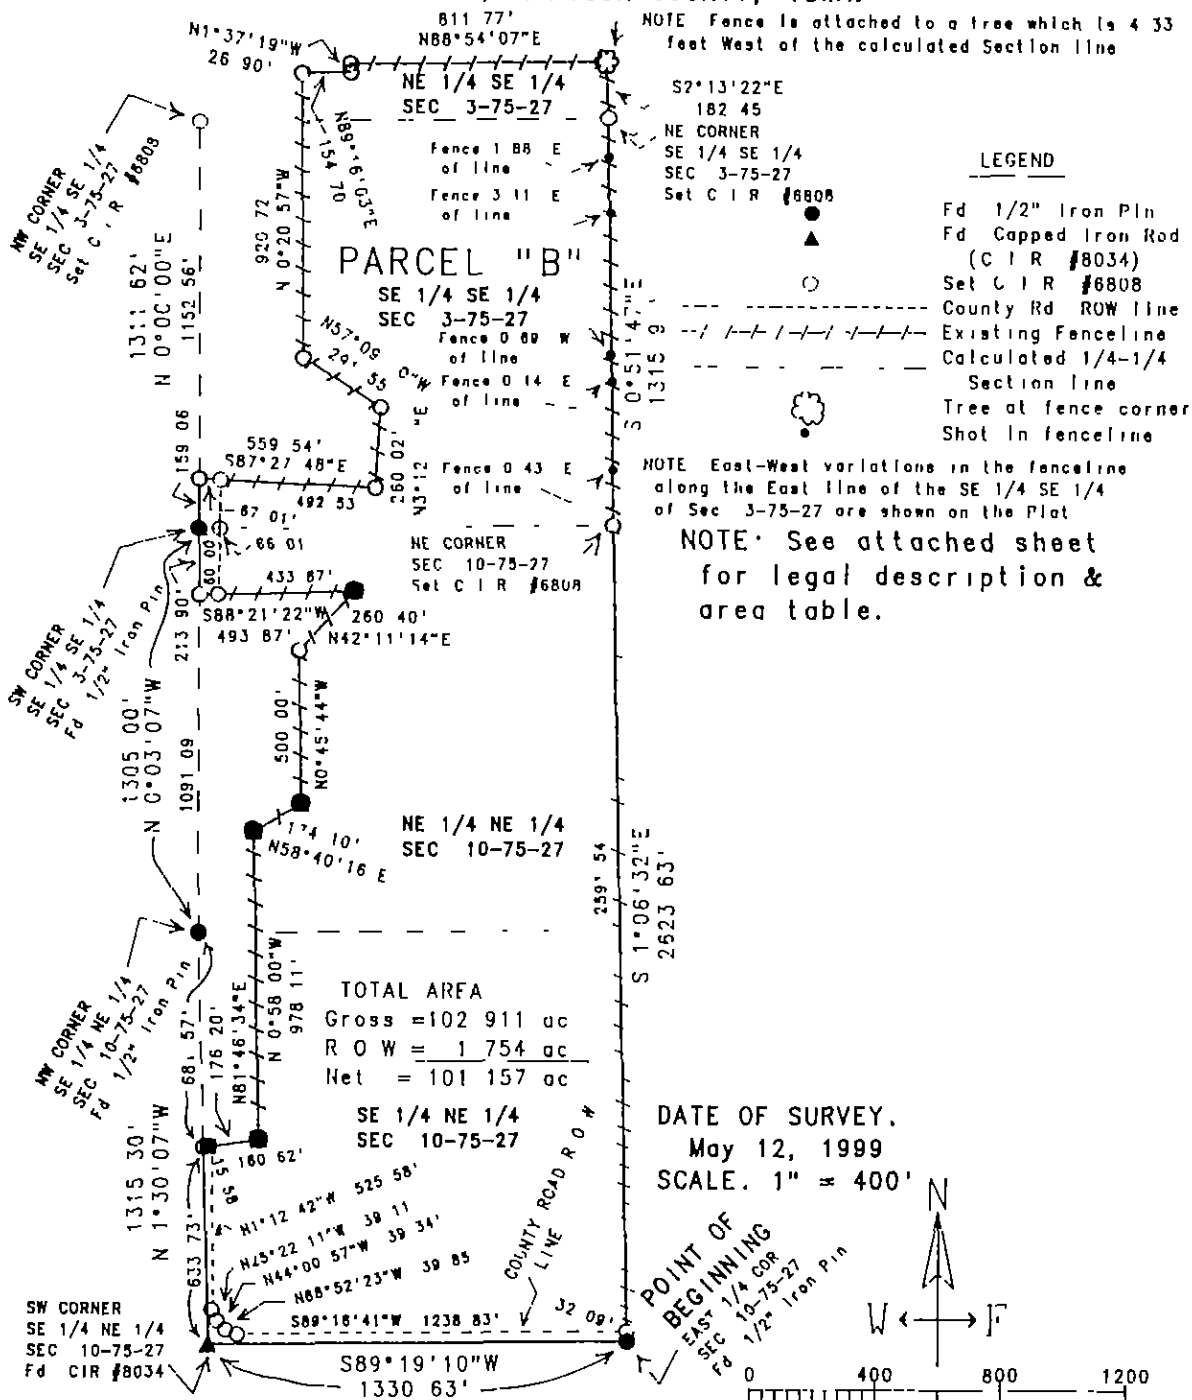 811 77'
N88°54'07"E
NOTE Fence is attached to a tree which is 4 33
feet West of the calculated Section line
N1°37'19"W
26 90'
NE 1/4 SE 1/4
SEC 3-75-27
S2°13'22"E
182 45
NE CORNER
SE 1/4 SE 1/4
SEC 3-75-27
Set C I R #6808
NW CORNER
SE 1/4 SE 1/4
SEC 3-75-27
Set C I R #6808
N89°16'03"E
154 70
Fence 1 88 E
of line
Fence 3 11 E
of line
LEGEND
Fd 1/2" Iron Pin
Fd Capped Iron Rod
(C I R #8034)
Set C I R #6808
County Rd ROW line
Existing Fenceline
Calculated 1/4-1/4
Section line
Tree at fence corner
Shot in fenceline
920 72
N 0°20'57"W
PARCEL "B"
SE 1/4 SE 1/4
SEC 3-75-27
1311 62'
N 0°00'00"E
1152 56'
Fence 0 69 W
of line
Fence 0 14 E
of line
S 0°51'47"E
1315 9
N57°09 0"W
29' 55
260 02'
N3°12 "E
159 06
559 54'
S87°27 48"E
492 53
Fence 0 43 E
of line
NOTE East-West variations in the fenceline
along the East line of the SE 1/4 SE 1/4
of Sec 3-75-27 are shown on the Plat
67 01'
66 01
60 00
NE CORNER
SEC 10-75-27
Set C I R #6808
NOTE· See attached sheet
for legal description &
area table.
433 87'
S88°21'22"W
493 87'
260 40'
N42°11'14"E
213 90'
SW CORNER
SE 1/4 SE 1/4
SEC 3-75-27
Fd 1/2" Iron Pin
1305 00'
N 0°03'07"W
1091 09
500 00'
N0°45'44"W
174 10'
N58°40'16 E
NE 1/4 NE 1/4
SEC 10-75-27
259' 54
S 1°06'32"E
2623 63'
NW CORNER
SE 1/4 NE 1/4
SEC 10-75-27
Fd 1/2" Iron Pin
68' 57'
176 20'
N81°46'34"E
N 0°58 00"W
978 11'
TOTAL AREA
Gross =102 911 ac
R O W = 1 754 ac
Net = 101 157 ac
SE 1/4 NE 1/4
SEC 10-75-27
160 62'
15 58
1315 30'
N 1°30'07"W
633 73'
N1°12 42"W 525 58'
N25°22 11"W 39 11
N44°00 57"W 39 34'
N68°52'23"W 39 85
COUNTY ROAD R O W
LINE
DATE OF SURVEY.
May 12, 1999
SCALE. 1" = 400'
N
W
POINT OF
BEGINNING
EAST 1/4 COR
SEC 10-75-27
Fd 1/2" Iron Pin
SW CORNER
SE 1/4 NE 1/4
SEC 10-75-27
Fd CIR #8034
S89°16'41"W 1238 83'
32 09'
S89°19'10"W
1330 63'
0 400 800 1200